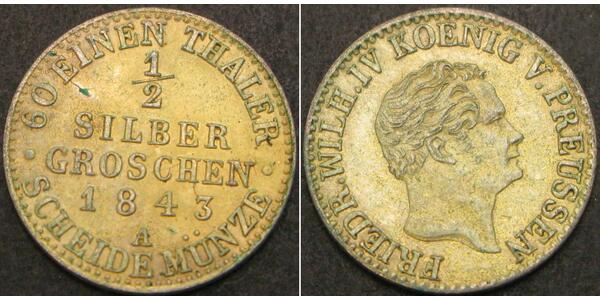 60 EINEN THALER
1/2
SILBER
GROSCHEN
1843
A
SCHEIDE MÜNZE
FRIEDR. WILH. IV KOENIG V. PREUSSEN